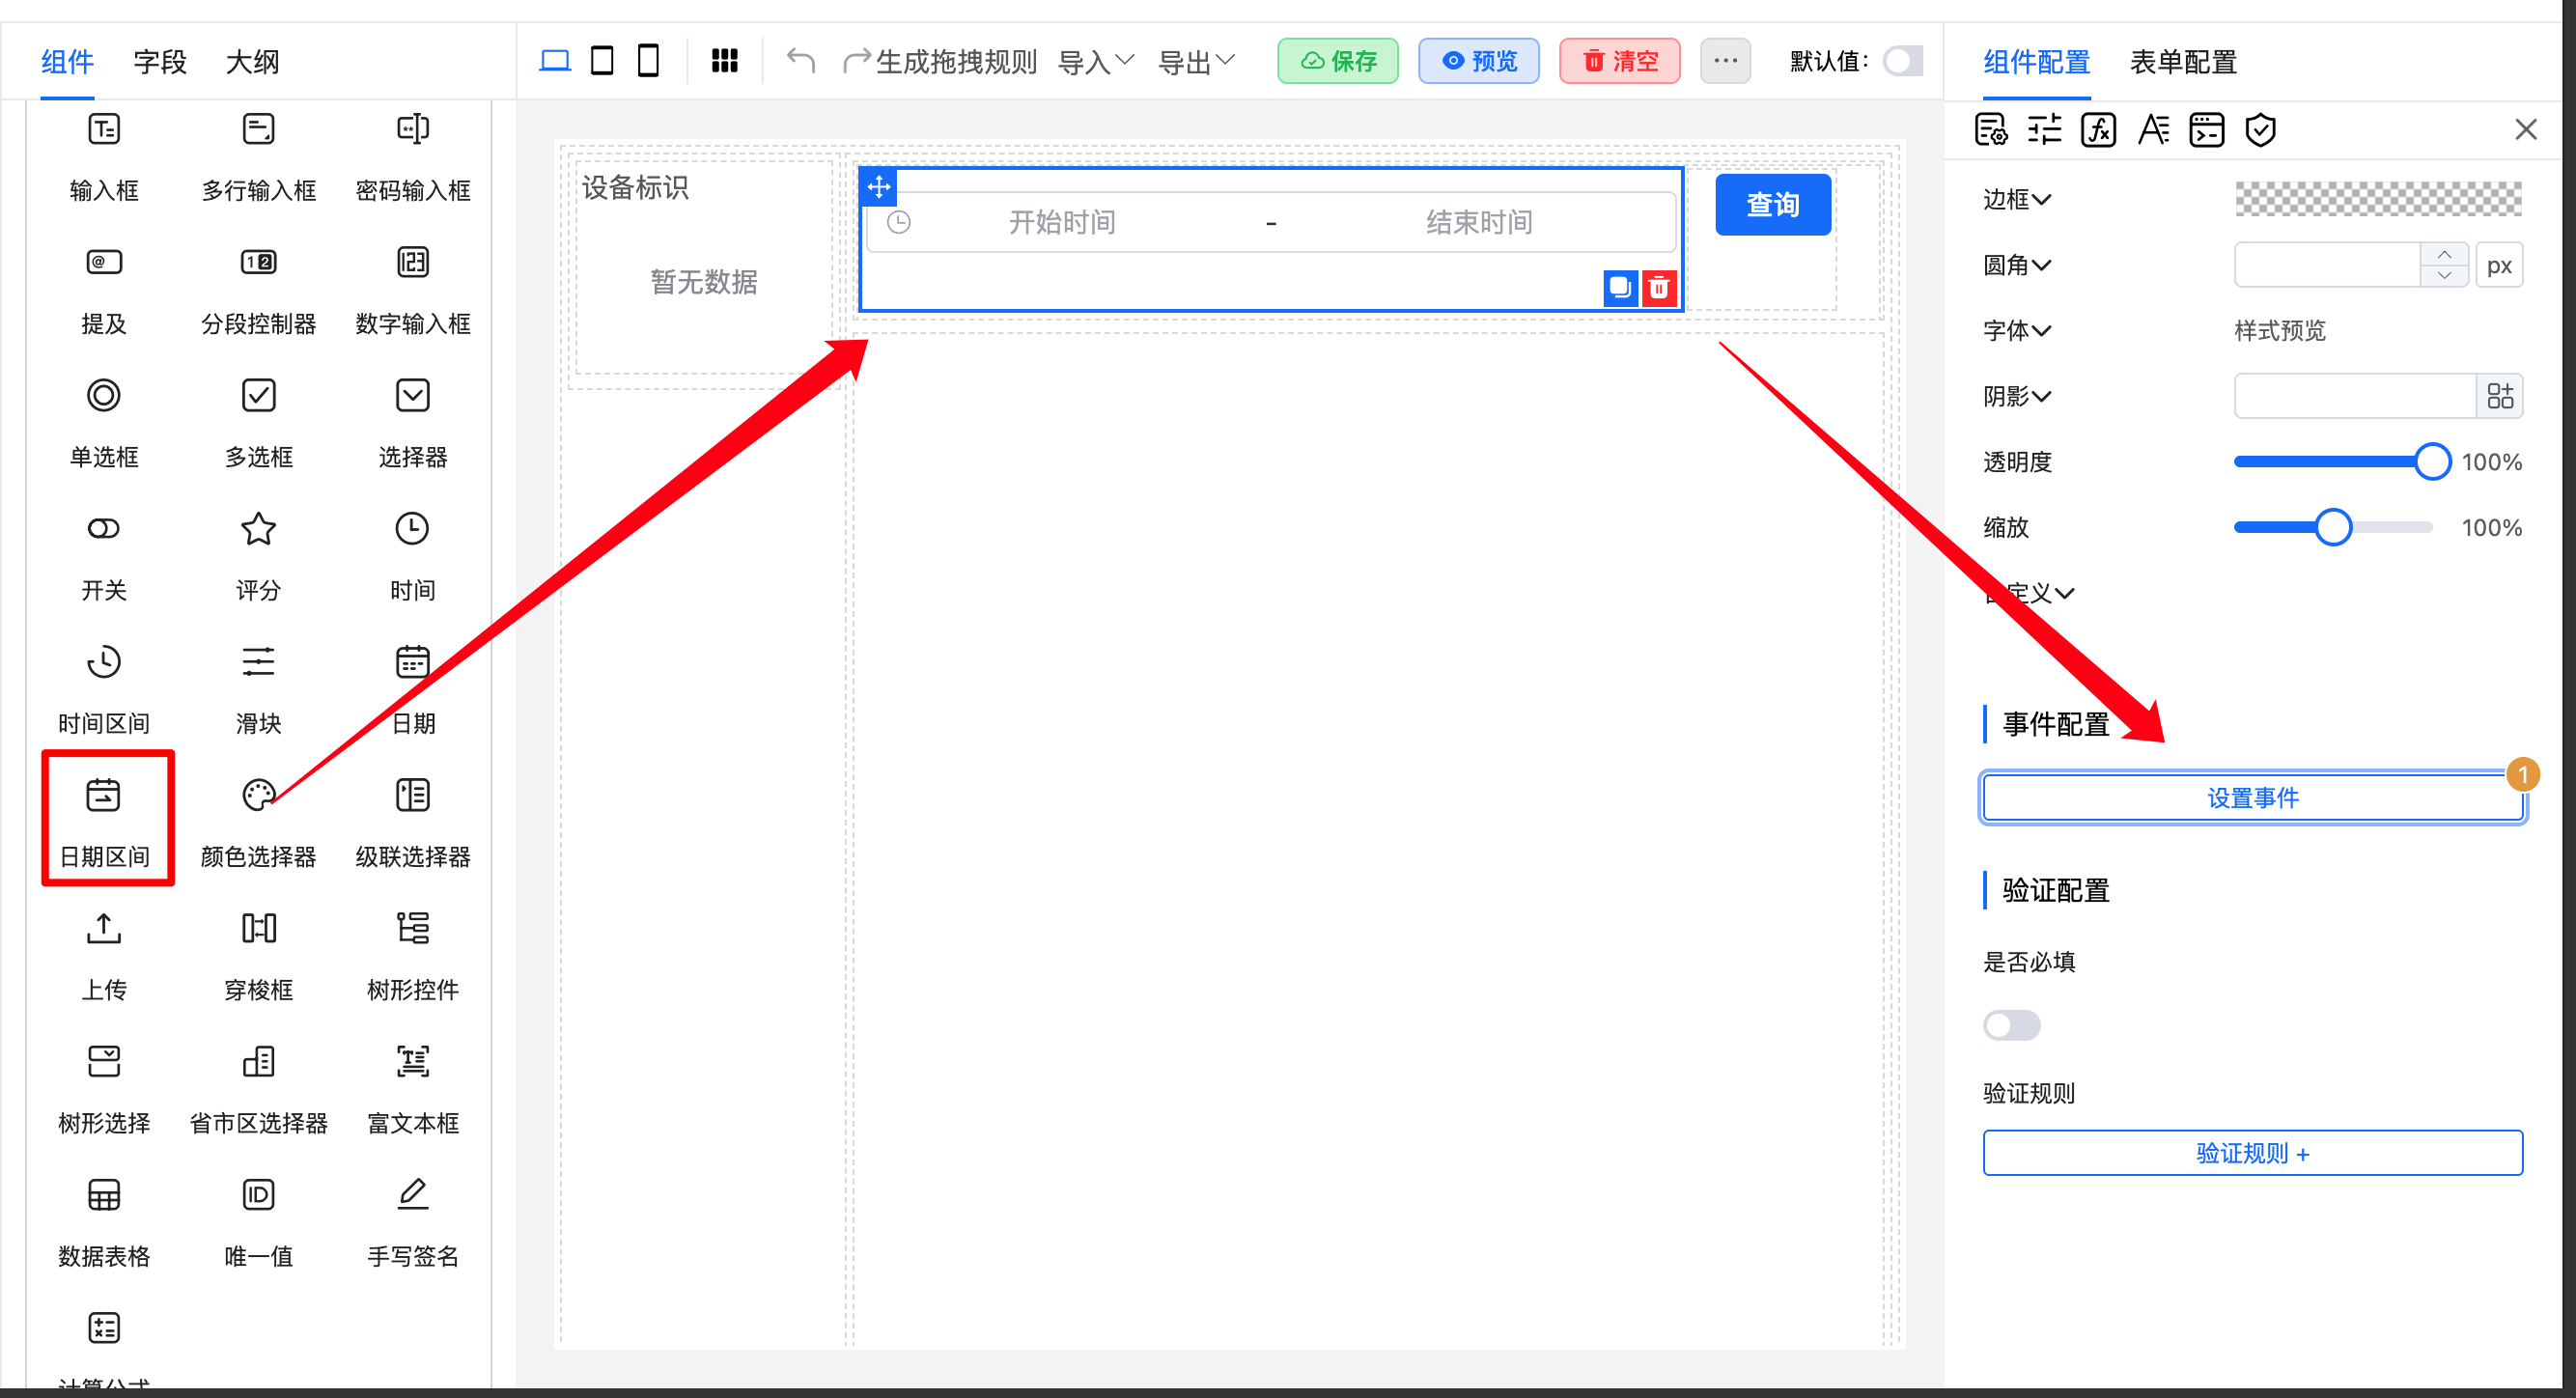 组件 字段 大纲
生成拖拽规则 导入 导出 保存 预览 清空 默认值:
组件配置 表单配置
输入框 多行输入框 密码输入框
提及 分段控制器 数字输入框
单选框 多选框 选择器
开关 评分 时间
时间区间 滑块 日期
日期区间 颜色选择器 级联选择器
上传 穿梭框 树形控件
树形选择 省市区选择器 富文本框
数据表格 唯一值 手写签名
计算公式
设备标识
暂无数据
开始时间 - 结束时间
查询
边框
圆角 px
字体 样式预览
阴影
透明度 100%
缩放 100%
自定义
事件配置
设置事件 1
验证配置
是否必填
验证规则
验证规则 +